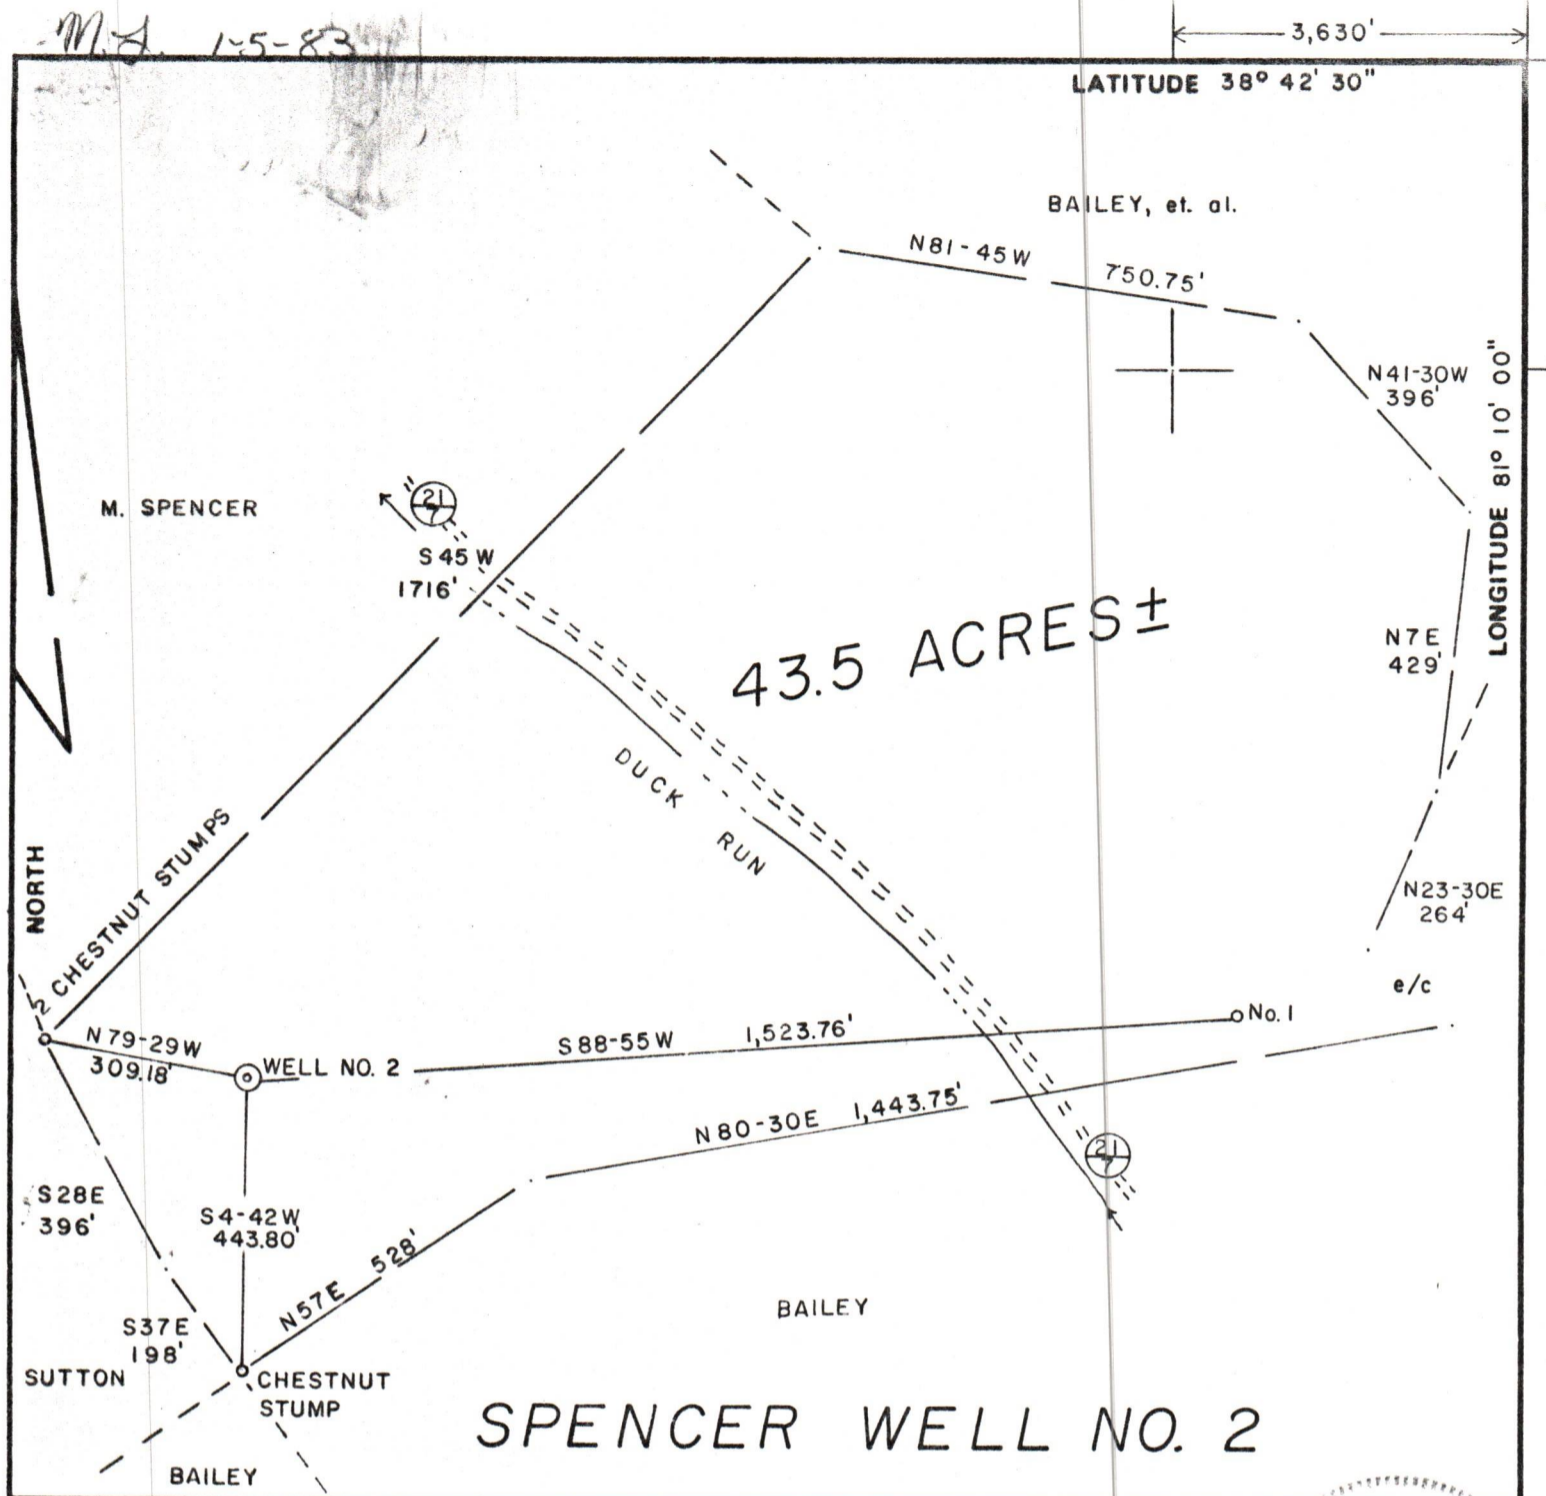 M.S. 1-5-83
3,630'
LATITUDE 38° 42' 30"
BAILEY, et. al.
N81-45W
750.75'
N41-30W
396'
LONGITUDE 81° 10' 00"
M. SPENCER
21
7
S45W
1716'
43.5 ACRES±
N7E
429'
DUCK RUN
2 CHESTNUT STUMPS
NORTH
N23-30E
264'
e/c
No. 1
N79-29W
309.18'
WELL NO. 2
S88-55W 1,523.76'
N80-30E 1,443.75'
21
7
S28E
396'
S4-42W
443.80'
N57E 528'
S37E
198'
BAILEY
SUTTON
CHESTNUT
STUMP
SPENCER WELL NO. 2
BAILEY